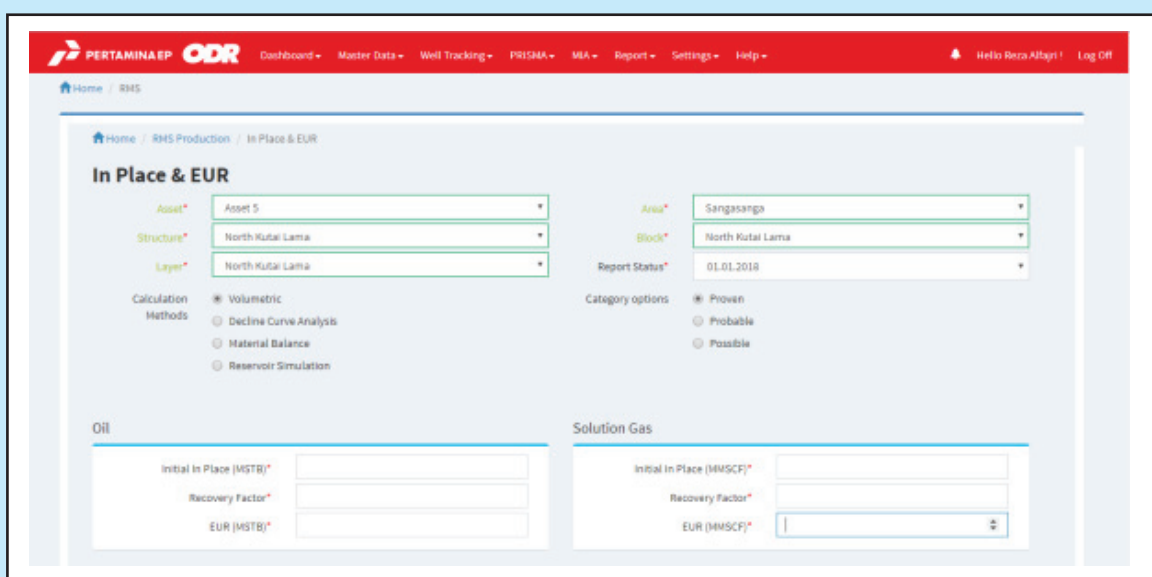 PERTAMINA EP ODR Dashboard Master Data Well Tracking PRISMA MIA Report Settings Help Hello Reza Alfajri ! Log Off
Home / RMS
Home / RMS Production / In Place & EUR
In Place & EUR
Asset* Asset 5 Area* Sangasanga
Structure* North Kutai Lama Block* North Kutai Lama
Layer* North Kutai Lama Report Status* 01.01.2018
Calculation Methods Volumetric Category options Proven
Decline Curve Analysis Probable
Material Balance Possible
Reservoir Simulation
Oil Solution Gas
Initial In Place (MSTB)* Initial In Place (MMSCF)*
Recovery Factor* Recovery Factor*
EUR (MSTB)* EUR (MMSCF)*